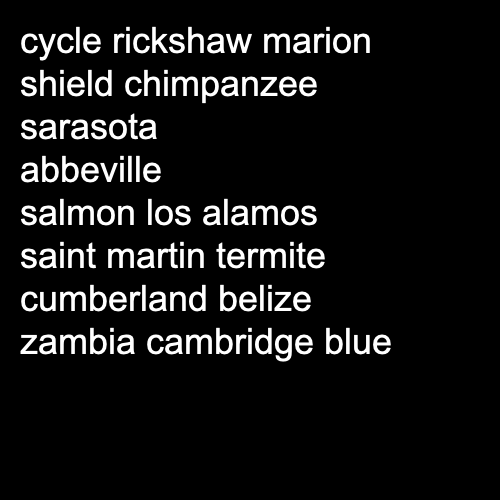 cycle rickshaw marion
shield chimpanzee
sarasota
abbeville
salmon los alamos
saint martin termite
cumberland belize
zambia cambridge blue